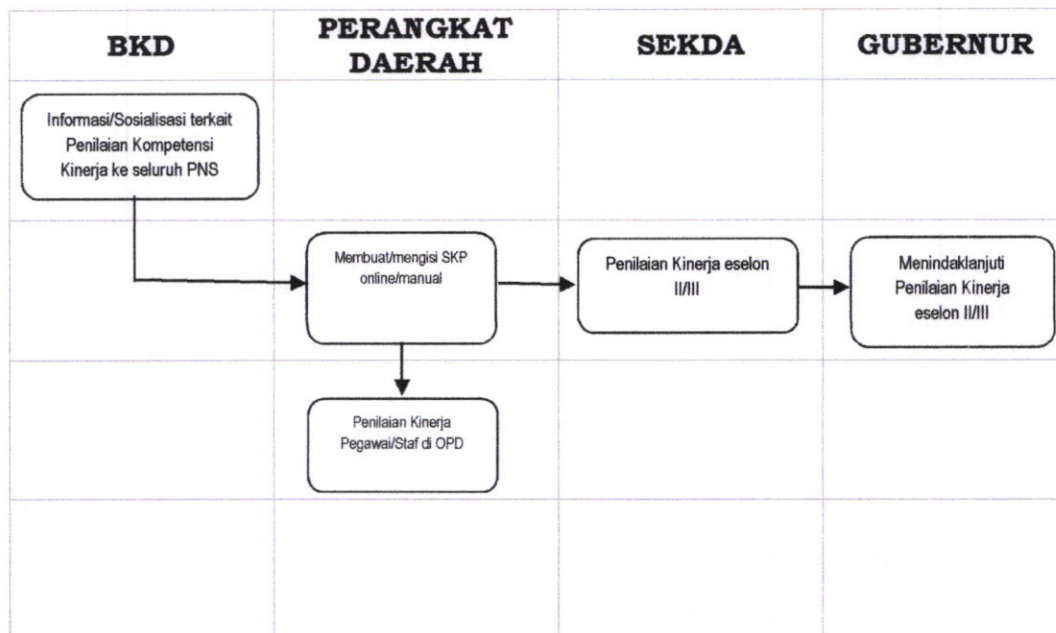 BKD
PERANGKAT
DAERAH
SEKDA
GUBERNUR
Informasi/Sosialisasi terkait
Penilaian Kompetensi
Kinerja ke seluruh PNS
Membuat/mengisi SKP
online/manual
Penilaian Kinerja eselon
II/III
Menindaklanjuti
Penilaian Kinerja
eselon II/III
Penilaian Kinerja
Pegawai/Staf di OPD